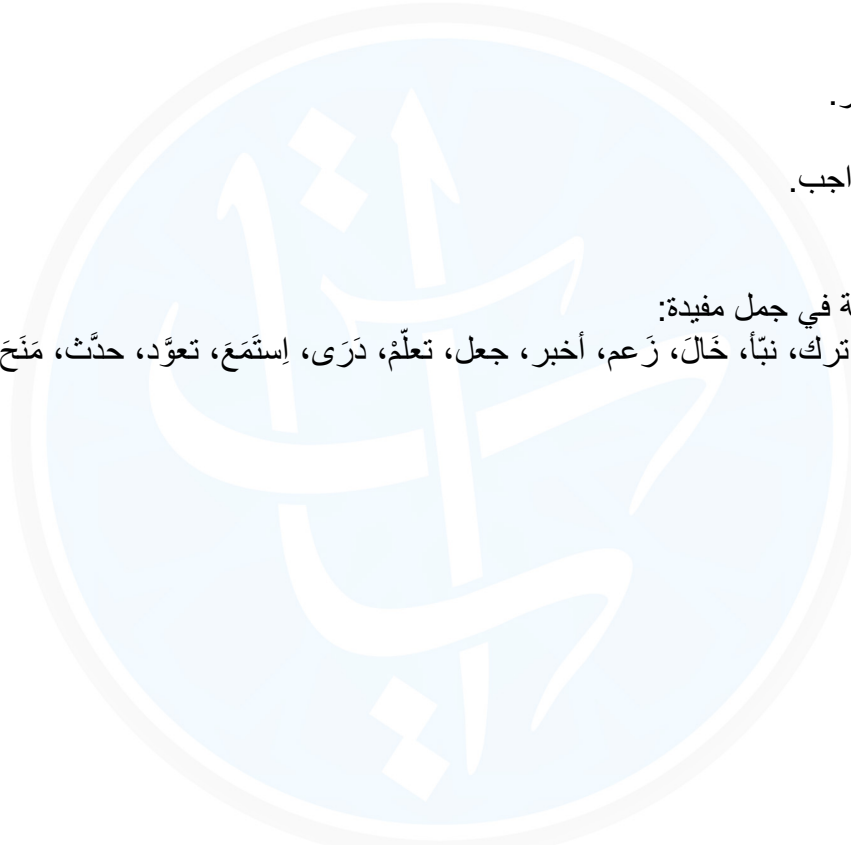 ر.
اجب.
ة في جمل مفيدة:
ترك، نبّأ، خَالَ، زَعم، أخبر، جعل، تعلّمْ، دَرَى، اِستَمَعَ، تعوَّد، حدَّث، مَنَحَ